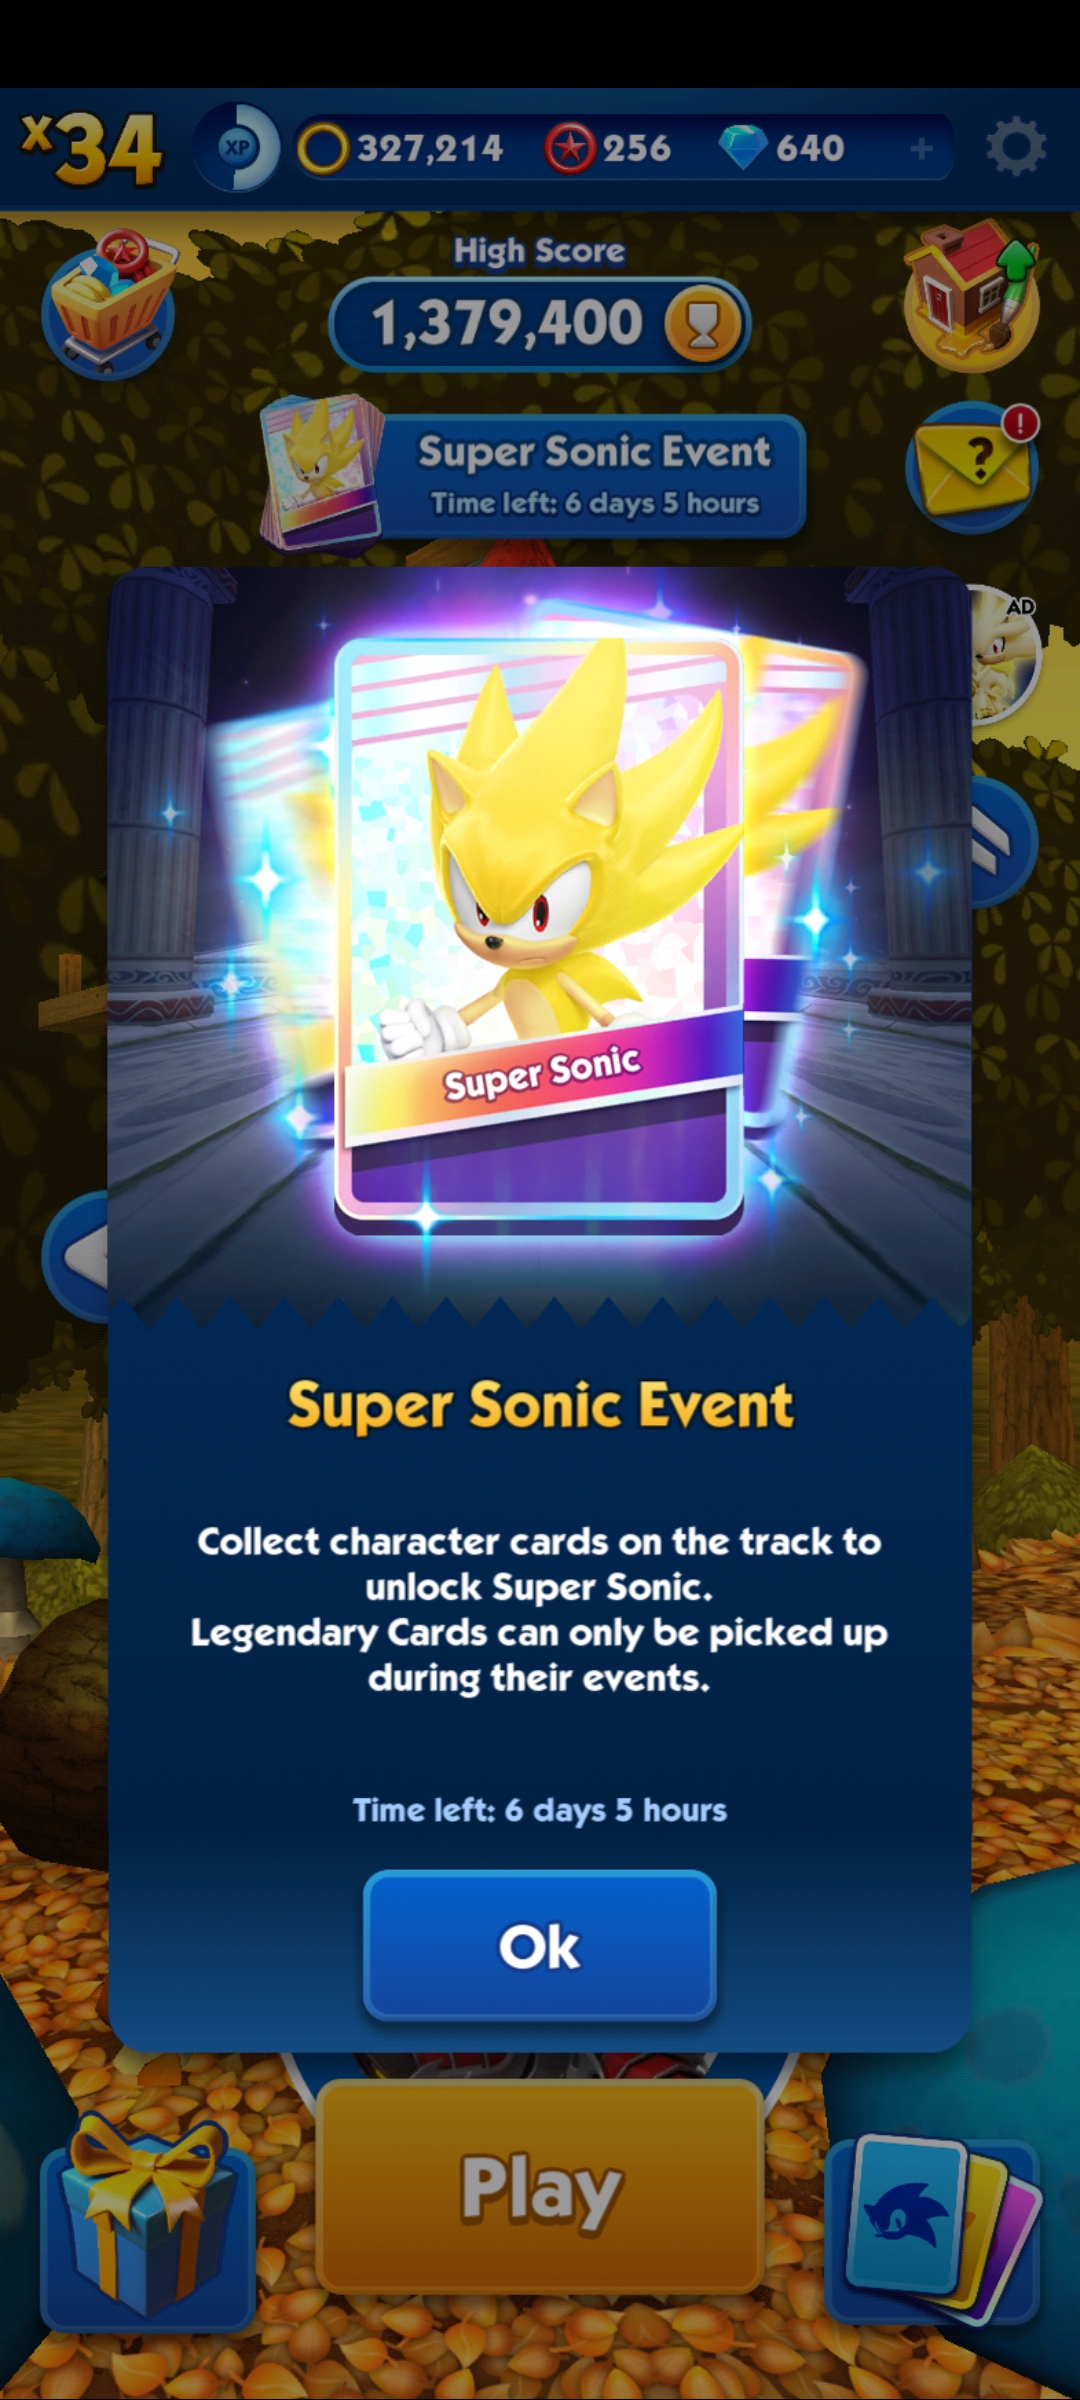 x34
XP
327,214
256
640
+
High Score
1,379,400
Super Sonic Event
Time left: 6 days 5 hours
?
!
AD
Super Sonic
Super Sonic Event
Collect character cards on the track to
unlock Super Sonic.
Legendary Cards can only be picked up
during their events.
Time left: 6 days 5 hours
Ok
Play